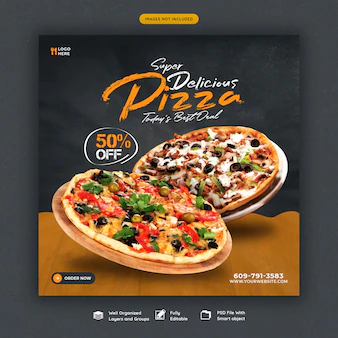 IMAGE NOT INCLUDED
LOGO
HERE
Super
Delicious
Pizza
Today's Best Deal
50%
OFF
ORDER NOW
609-791-3583
WWW.YOURWEBSITE.COM
Well Organized
Layers and Groups
Fully
Editable
PSD File With
Smart object